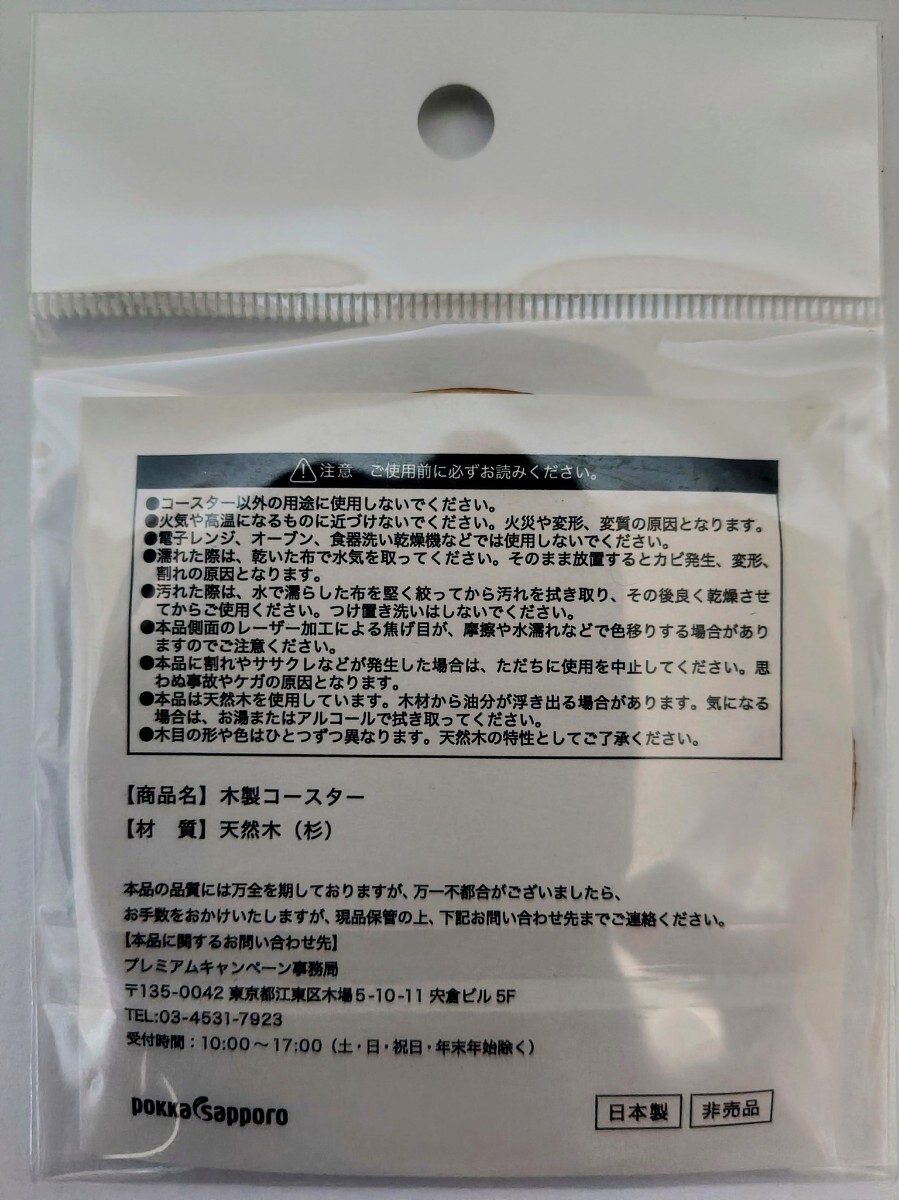 注意 ご使用前に必ずお読みください。
●コースター以外の用途に使用しないでください。
●火気や高温になるものに近づけないでください。火災や変形、変質の原因となります。
●電子レンジ、オーブン、食器洗い乾燥機などでは使用しないでください。
●濡れた際は、乾いた布で水気を取ってください。そのまま放置するとカビ発生、変形、
割れの原因となります。
●汚れた際は、水で濡らした布を堅く絞ってから汚れを拭き取り、その後良く乾燥させ
てからご使用ください。つけ置き洗いはしないでください。
●本品側面のレーザー加工による焦げ目が、摩擦や水濡れなどで色移りする場合があり
ますのでご注意ください。
●本品に割れやササクレなどが発生した場合は、ただちに使用を中止してください。思
わぬ事故やケガの原因となります。
●本品は天然木を使用しています。木材から油分が浮き出る場合があります。気になる
場合は、お湯またはアルコールで拭き取ってください。
●木目の形や色はひとつずつ異なります。天然木の特性としてご了承ください。
【商品名】木製コースター
【材　質】天然木（杉）
本品の品質には万全を期しておりますが、万一不都合がございましたら、
お手数をおかけいたしますが、現品保管の上、下記お問い合わせ先までご連絡ください。
【本品に関するお問い合わせ先】
プレミアムキャンペーン事務局
〒135-0042 東京都江東区木場5-10-11 宍倉ビル 5F
TEL:03-4531-7923
受付時間：10:00～17:00（土・日・祝日・年末年始除く）
pokka sapporo
日本製 非売品